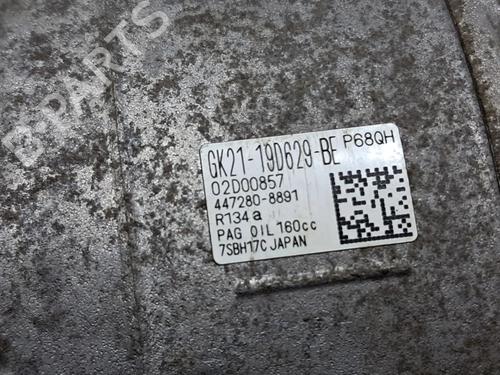 B-PARTS
GK21-19D629-BE P68QH
02D00857
447280-8891
R134a
PAG OIL 160cc
7SBH17C JAPAN